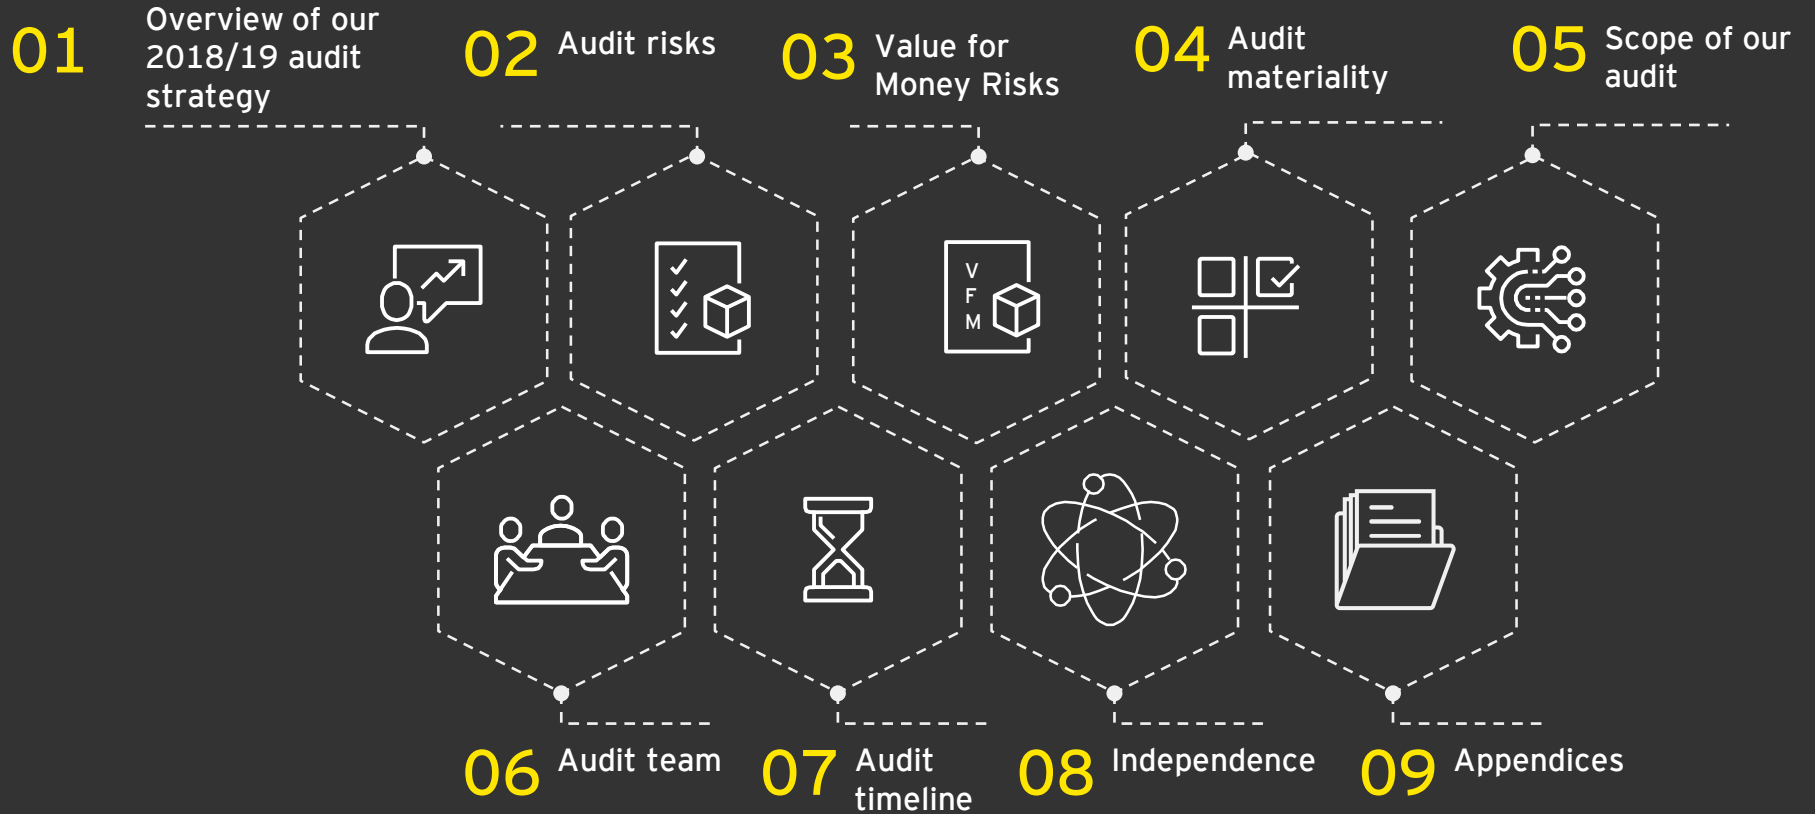 01
Overview of our
2018/19 audit
strategy
02
Audit risks
03
Value for
Money Risks
04
Audit
materiality
05
Scope of our
audit
V
F
M
06
Audit team
07
Audit
timeline
08
Independence
09
Appendices